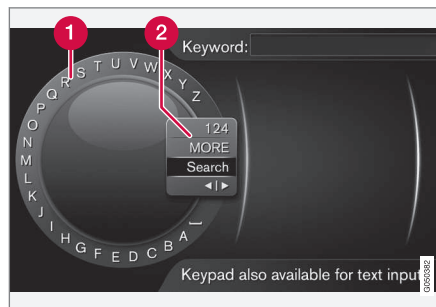 1
2
Keyword:
A B C D E F G H I J K L M N O P Q R S T U V W X Y Z
124
MORE
Search
◄|►
Keypad also available for text input
G050382